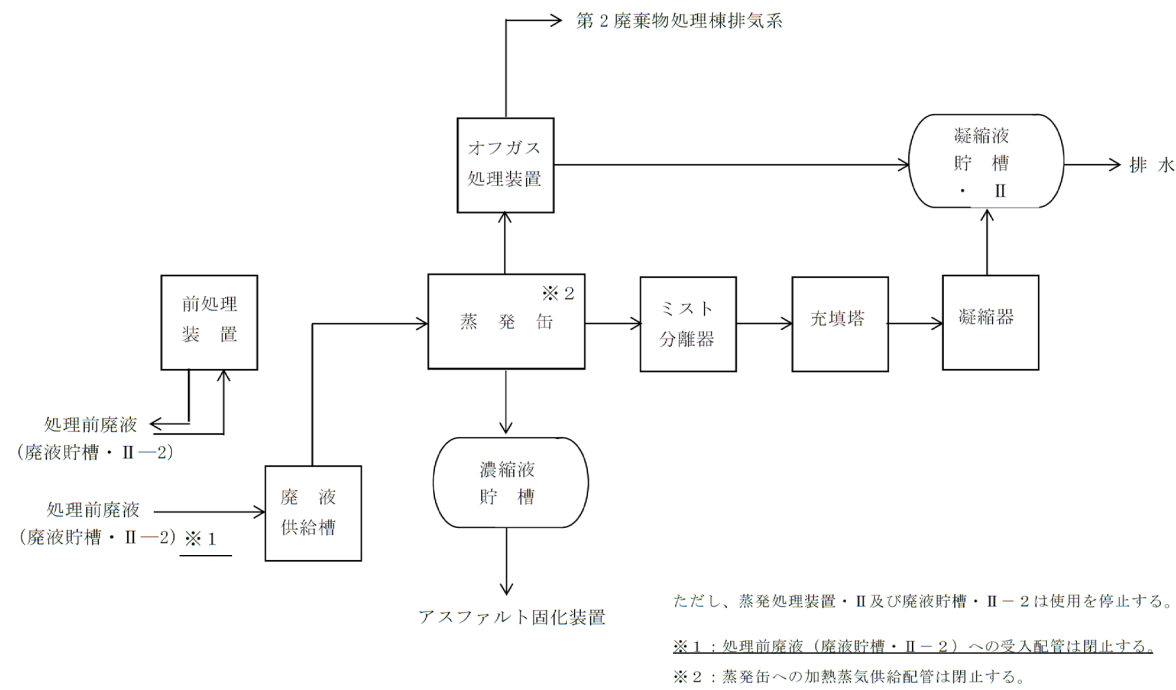 第2廃棄物処理棟排気系
オフガス
処理装置
凝縮液
貯 槽
・ Ⅱ
排 水
前処理
装 置
※2
蒸 発 缶
ミスト
分離器
充填塔
凝縮器
処理前廃液
(廃液貯槽・Ⅱ―2)
濃縮液
貯 槽
廃 液
供給槽
処理前廃液
(廃液貯槽・Ⅱ―2) ※1
アスファルト固化装置
ただし、蒸発処理装置・Ⅱ及び廃液貯槽・Ⅱ-2は使用を停止する。
※1:処理前廃液(廃液貯槽・Ⅱ-2)への受入配管は閉止する。
※2:蒸発缶への加熱蒸気供給配管は閉止する。